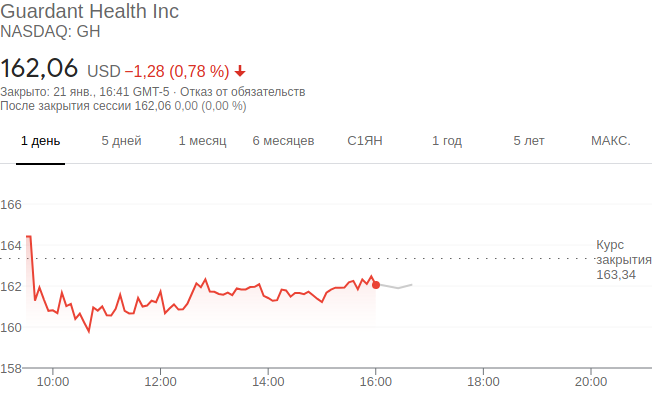 Guardant Health Inc
NASDAQ: GH
162,06 USD −1,28 (0,78 %)
Закрыто: 21 янв., 16:41 GMT-5 · Отказ от обязательств
После закрытия сессии 162,06 0,00 (0,00 %)
1 день 5 дней 1 месяц 6 месяцев С1ЯН 1 год 5 лет МАКС.
166
164
162
160
158
Курс
закрытия
163,34
10:00 12:00 14:00 16:00 18:00 20:00